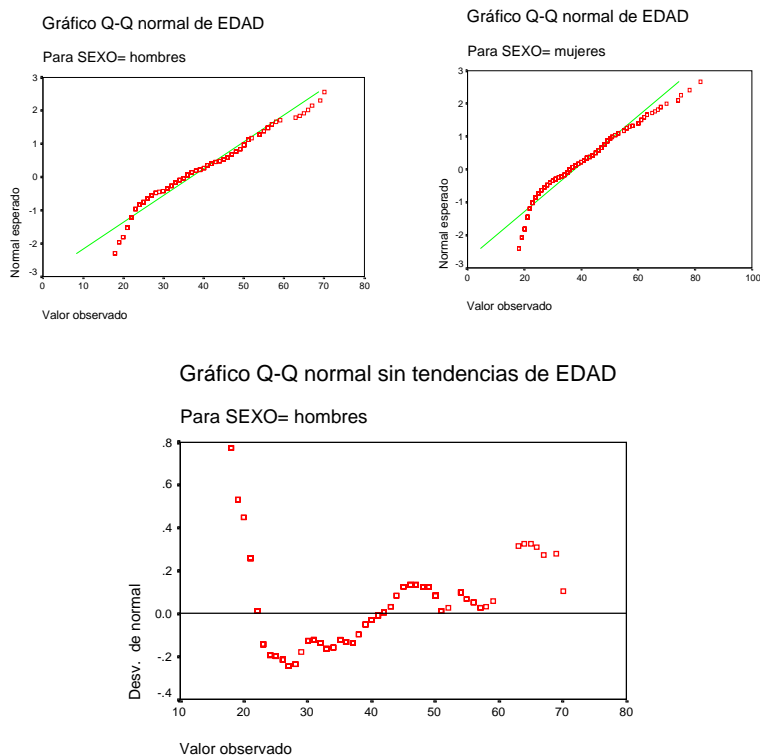 Gráfico Q-Q normal de EDAD
Para SEXO= hombres
Normal esperado
3
2
1
0
-1
-2
-3
0 10 20 30 40 50 60 70 80
Valor observado
Gráfico Q-Q normal de EDAD
Para SEXO= mujeres
Normal esperado
3
2
1
0
-1
-2
-3
0 20 40 60 80 100
Valor observado
Gráfico Q-Q normal sin tendencias de EDAD
Para SEXO= hombres
Desv. de normal
.8
.6
.4
.2
0.0
-.2
-.4
10 20 30 40 50 60 70 80
Valor observado